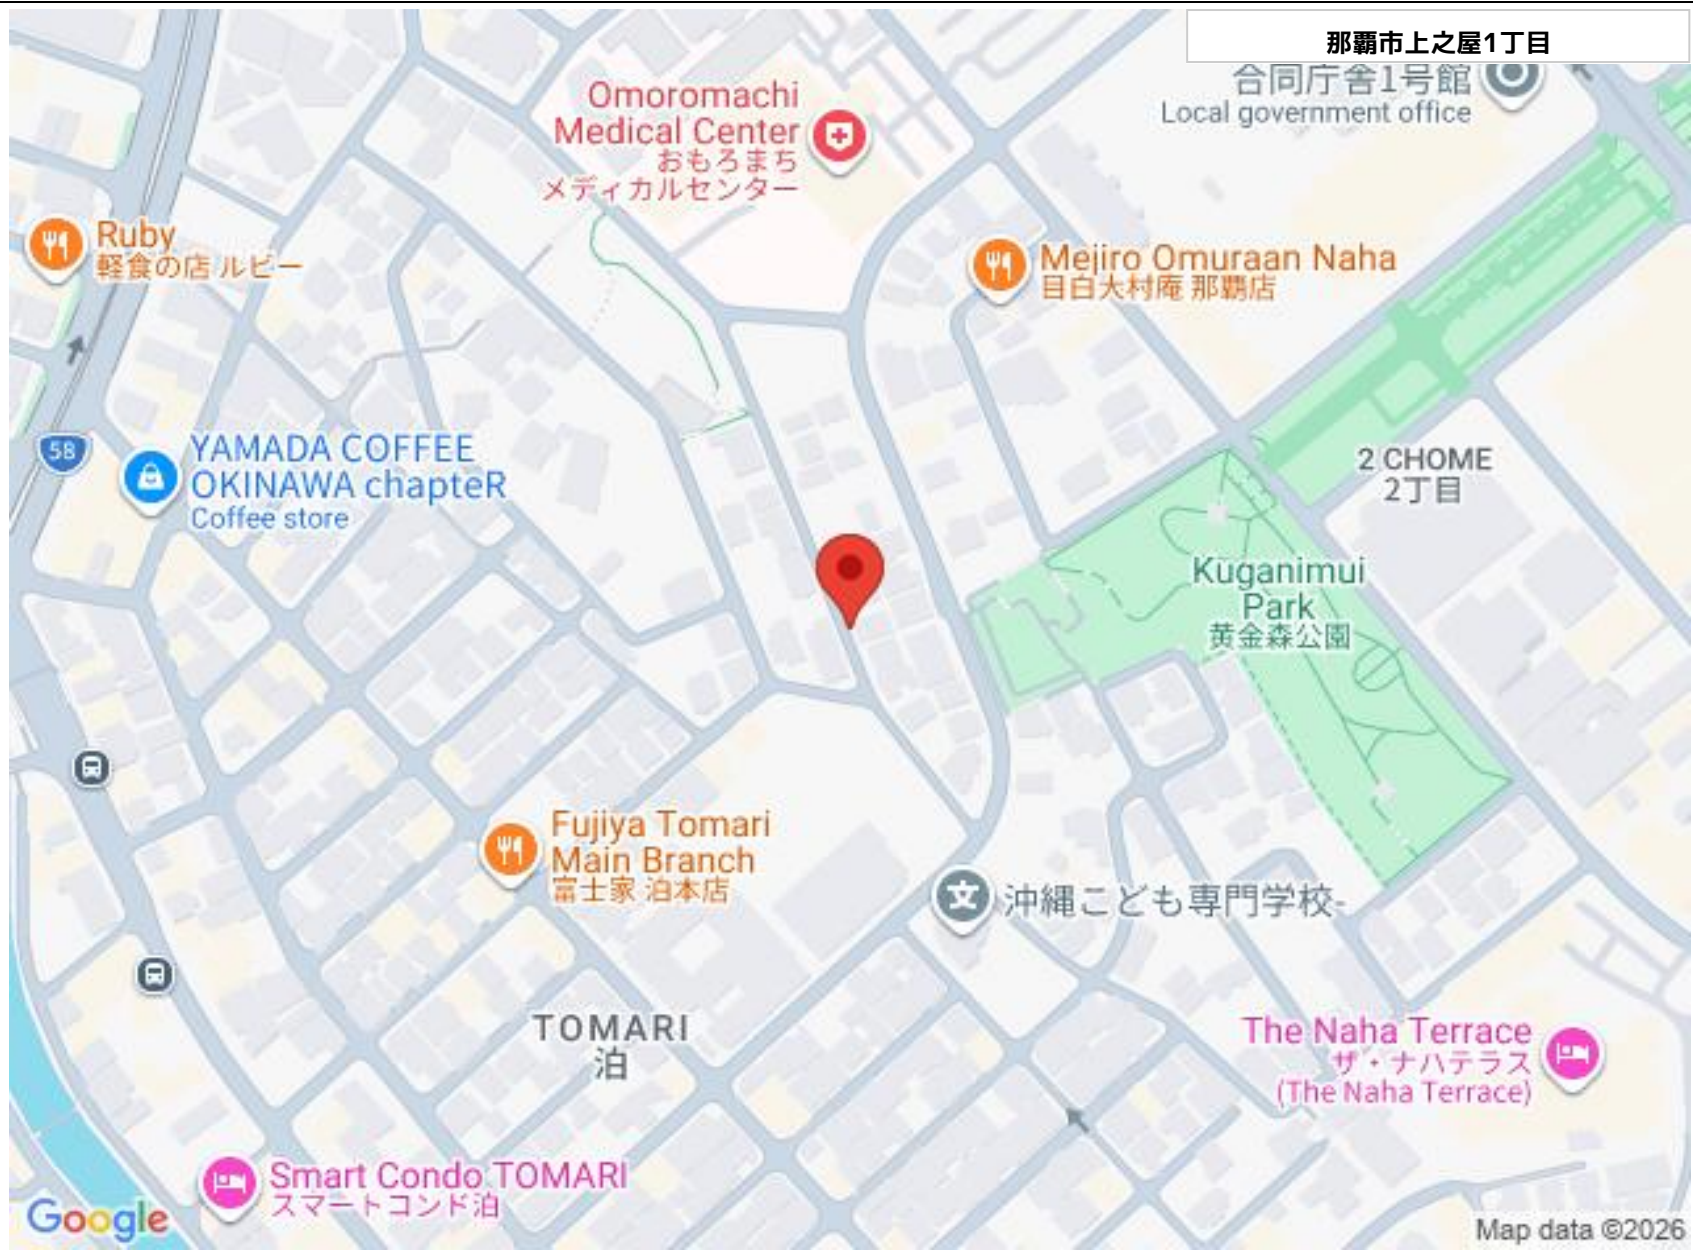 那覇市上之屋1丁目
合同庁舎1号館
Local government office
Omoromachi
Medical Center
おもろまち
メディカルセンター
Ruby
軽食の店 ルビー
Mejiro Omuraan Naha
目白大村庵 那覇店
58
YAMADA COFFEE
OKINAWA chapteR
Coffee store
2 CHOME
2丁目
Kuganimui
Park
黄金森公園
Fujiya Tomari
Main Branch
富士家 泊本店
文
沖縄こども専門学校-
TOMARI
泊
The Naha Terrace
ザ・ナハテラス
(The Naha Terrace)
Smart Condo TOMARI
スマートコンド泊
Google
Map data ©2026